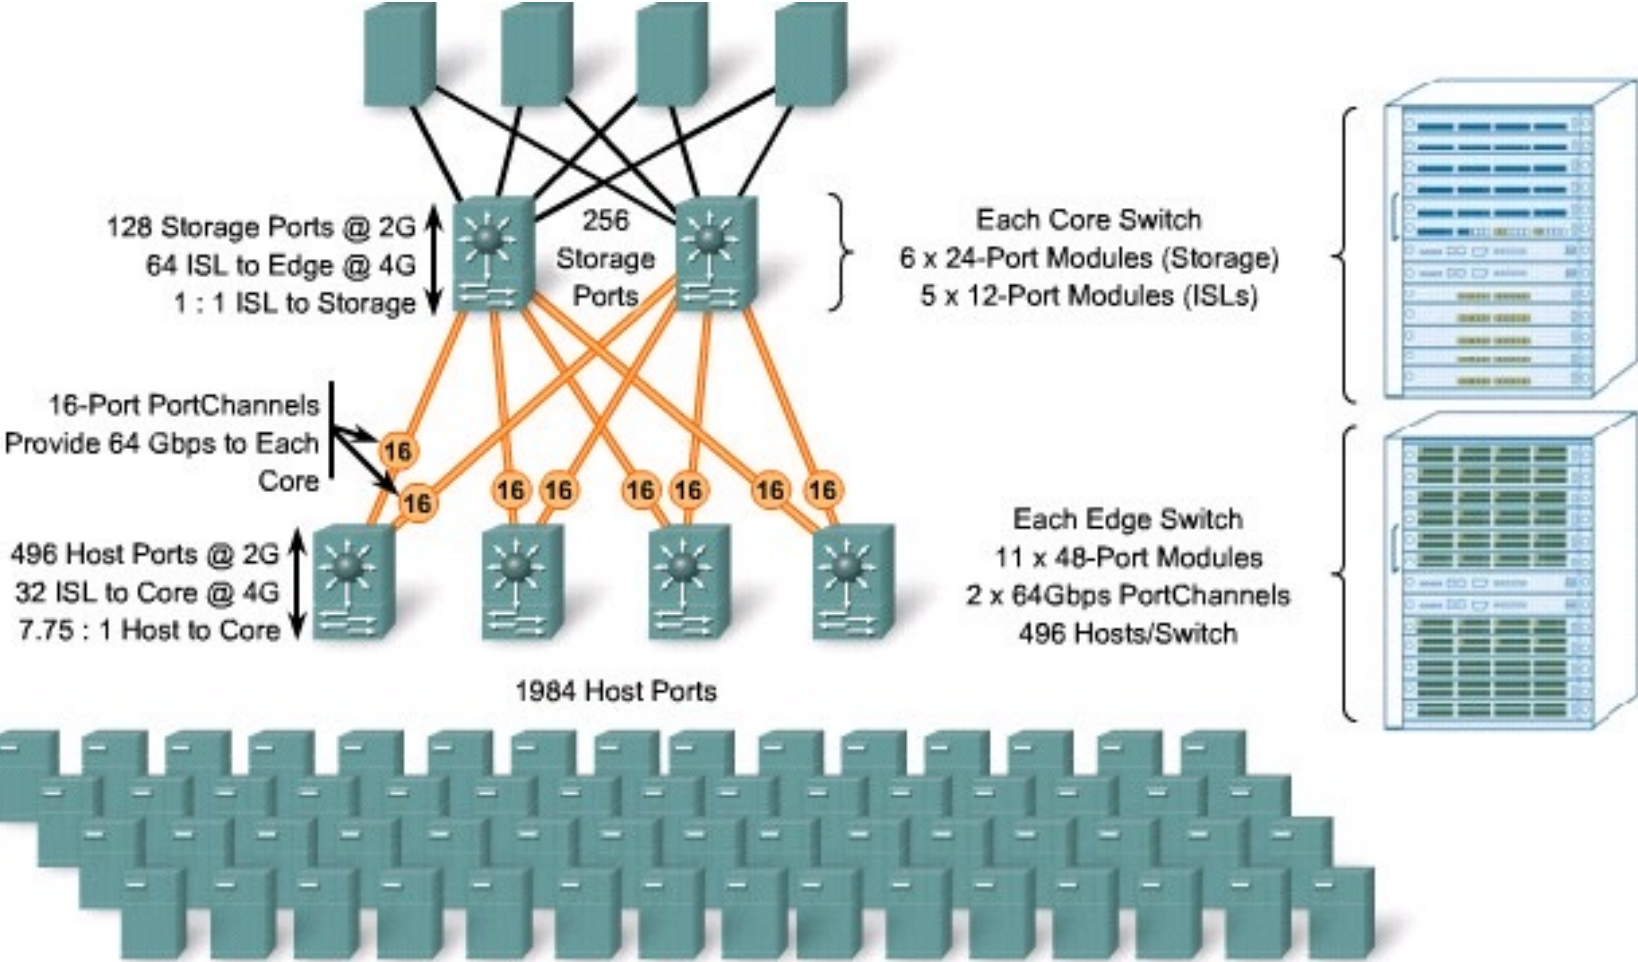 128 Storage Ports @ 2G
64 ISL to Edge @ 4G
1 : 1 ISL to Storage
256
Storage
Ports
Each Core Switch
6 x 24-Port Modules (Storage)
5 x 12-Port Modules (ISLs)
16-Port PortChannels
Provide 64 Gbps to Each
Core
16
16
16
16
16
16
16
16
496 Host Ports @ 2G
32 ISL to Core @ 4G
7.75 : 1 Host to Core
Each Edge Switch
11 x 48-Port Modules
2 x 64Gbps PortChannels
496 Hosts/Switch
1984 Host Ports